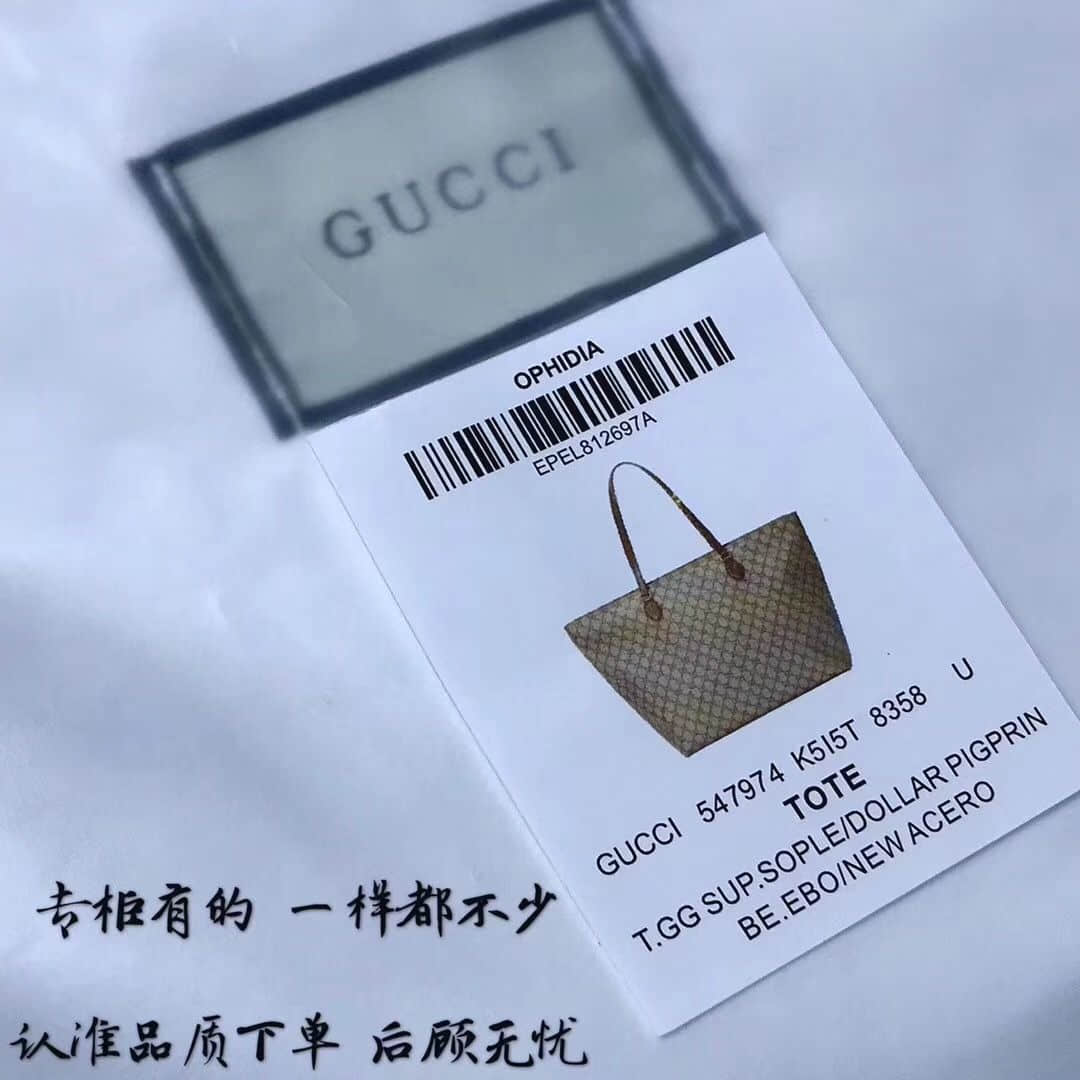 GUCCI
OPHIDIA
EPEL812697A
GUCCI 547974 K5I5T 8358 U
TOTE
T.GG SUP.SOPLE/DOLLAR PIGPRIN
BE.EBO/NEW ACERO
专柜有的 一样都不少
认准品质下单 后顾无忧